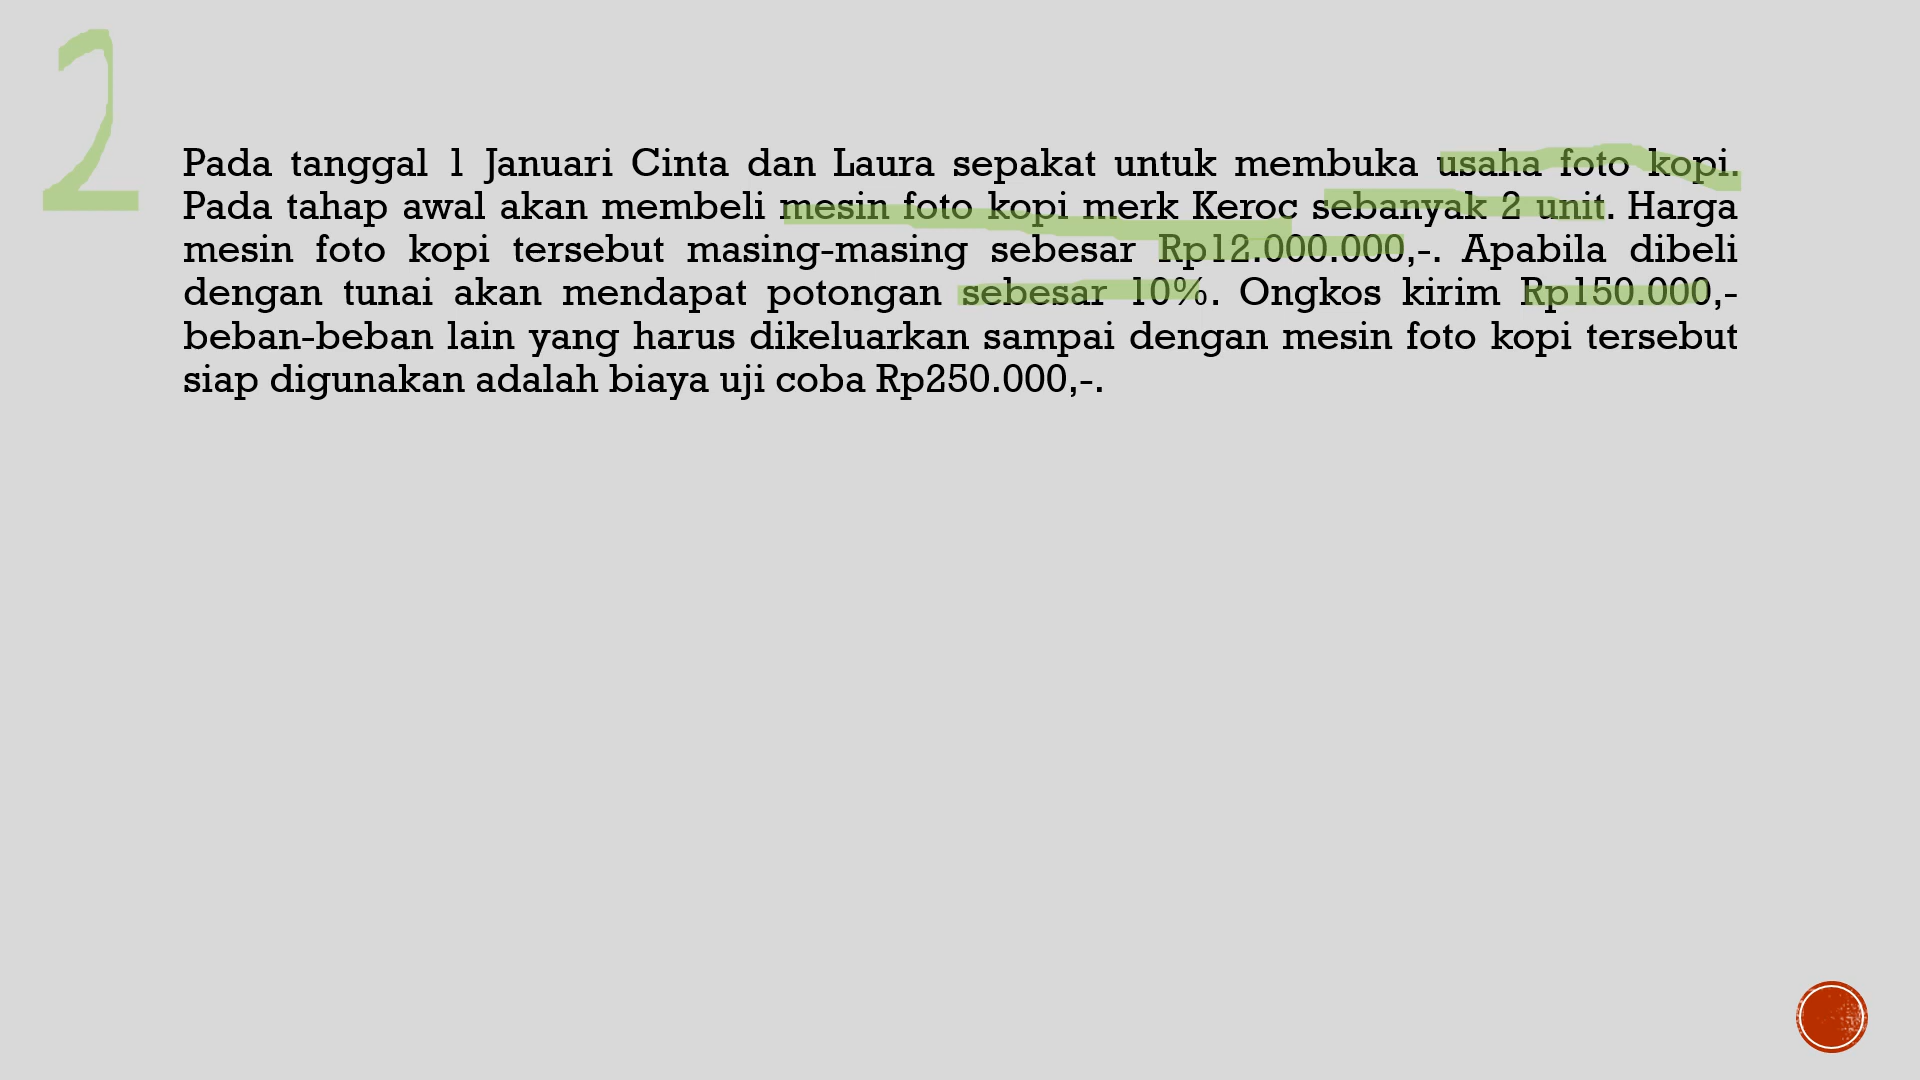 2
Pada tanggal 1 Januari Cinta dan Laura sepakat untuk membuka usaha foto kopi.
Pada tahap awal akan membeli mesin foto kopi merk Keroc sebanyak 2 unit. Harga
mesin foto kopi tersebut masing-masing sebesar Rp12.000.000,-. Apabila dibeli
dengan tunai akan mendapat potongan sebesar 10%. Ongkos kirim Rp150.000,-
beban-beban lain yang harus dikeluarkan sampai dengan mesin foto kopi tersebut
siap digunakan adalah biaya uji coba Rp250.000,-.